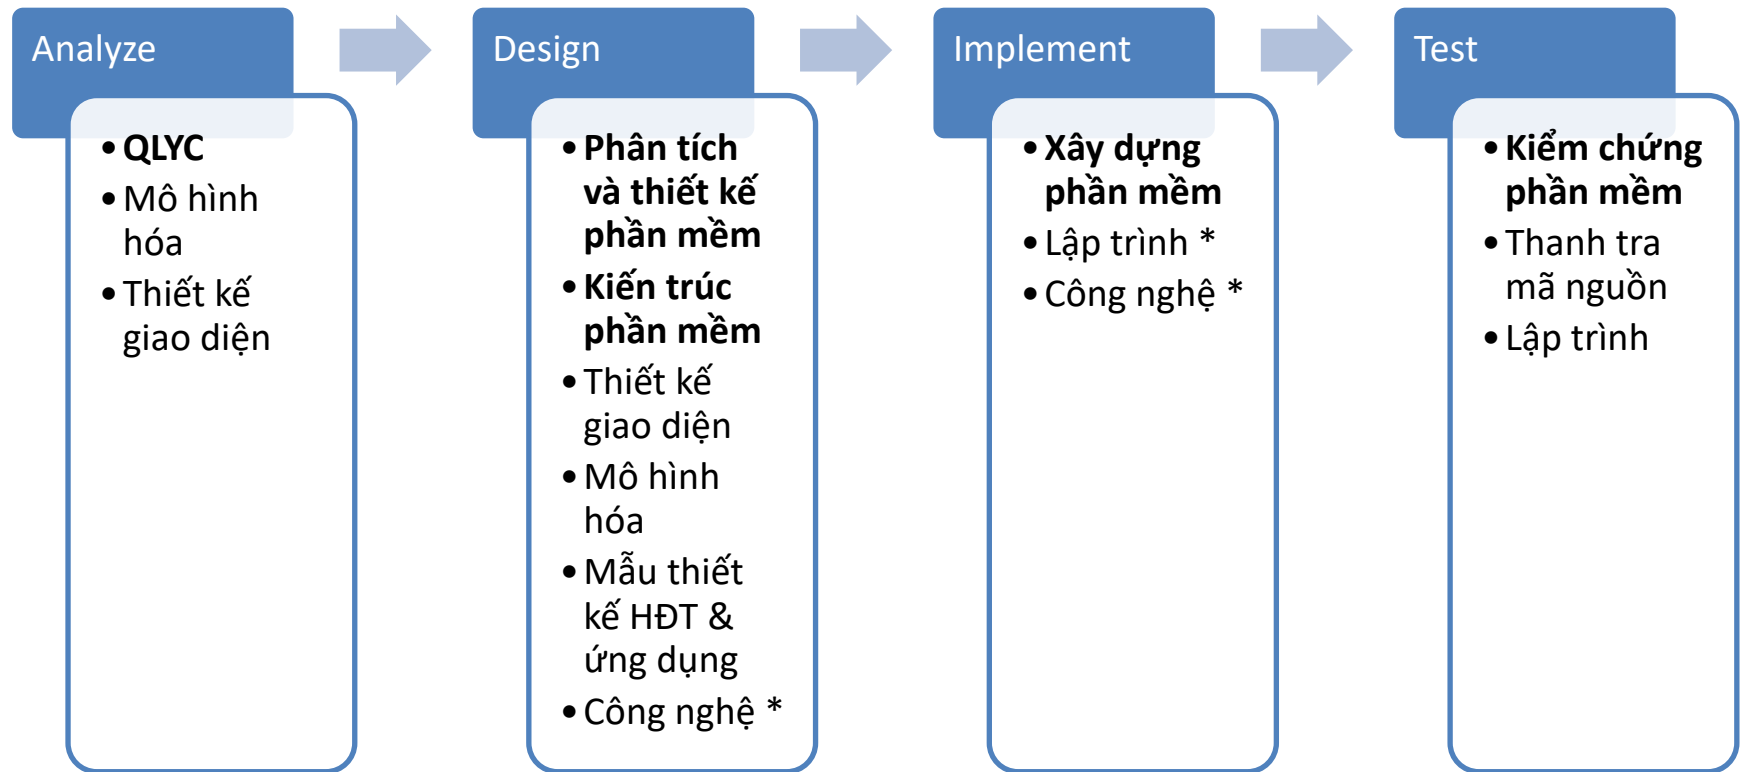 Analyze
• QLYC
• Mô hình
hóa
• Thiết kế
giao diện
Design
• Phân tích
và thiết kế
phần mềm
• Kiến trúc
phần mềm
• Thiết kế
giao diện
• Mô hình
hóa
• Mẫu thiết
kế HĐT &
ứng dụng
• Công nghệ *
Implement
• Xây dựng
phần mềm
• Lập trình *
• Công nghệ *
Test
• Kiểm chứng
phần mềm
• Thanh tra
mã nguồn
• Lập trình